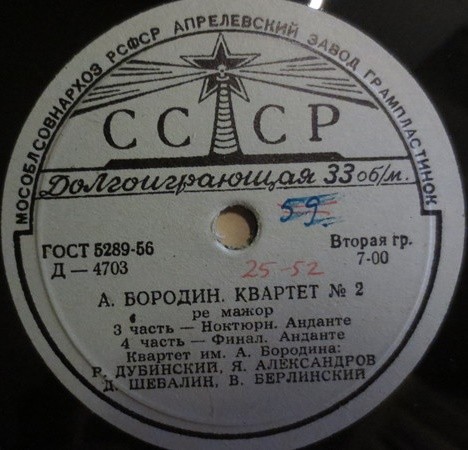 МОСОБЛСОВНАРХОЗ РСФСР АПРЕЛЕВСКИЙ ЗАВОД ГРАМПЛАСТИНОК
СССР
Долгоиграющая 33 об/м.
59
ГОСТ 5289-56
Вторая гр.
Д — 4703
7-00
25-52
А. БОРОДИН. КВАРТЕТ № 2
ре мажор
3 часть — Ноктюрн. Анданте
4 часть — Финал. Анданте
Квартет им. А. Бородина:
Р. ДУБИНСКИЙ, Я. АЛЕКСАНДРОВ
Д. ШЕБАЛИН, В. БЕРЛИНСКИЙ